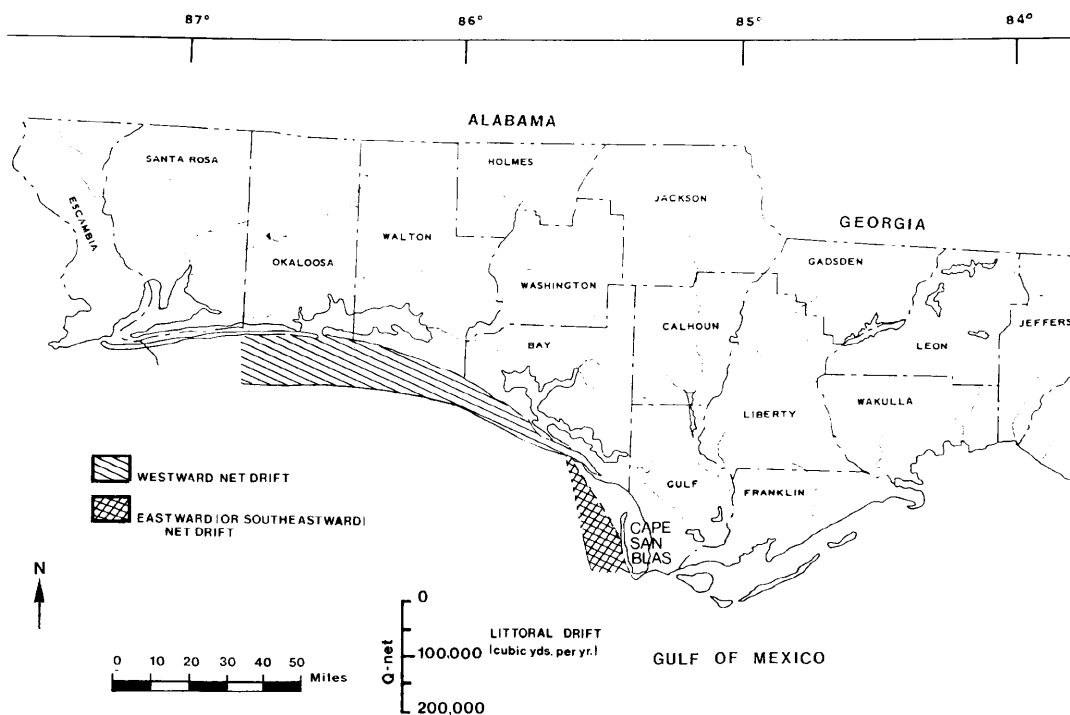 87°
86°
85°
84°
ALABAMA
SANTA ROSA
HOLMES
JACKSON
ESCAMBIA
GEORGIA
WALTON
GADSDEN
OKALOOSA
WASHINGTON
CALHOUN
JEFFERS
BAY
LEON
LIBERTY
WAKULLA
WESTWARD NET DRIFT
GULF
FRANKLIN
EASTWARD (OR SOUTHEASTWARD)
NET DRIFT
CAPE
SAN
BLAS
N
0
Q-net
LITTORAL DRIFT
(cubic yds. per yr.)
100.000
200,000
GULF OF MEXICO
0 10 20 30 40 50
Miles